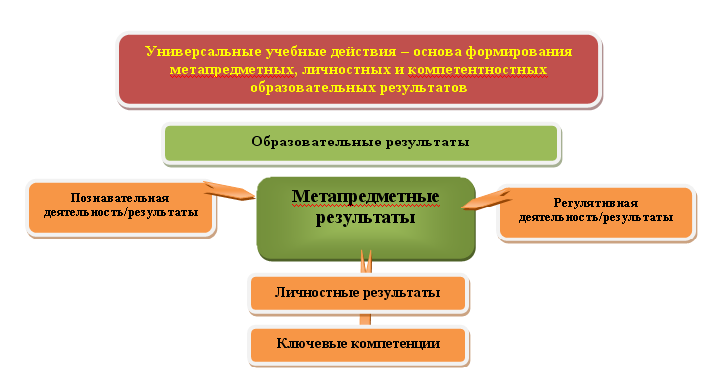 Универсальные учебные действия – основа формирования
метапредметных, личностных и компетентностных
образовательных результатов
Образовательные результаты
Познавательная
деятельность/результаты
Метапредметные
результаты
Регулятивная
деятельность/результаты
Личностные результаты
Ключевые компетенции